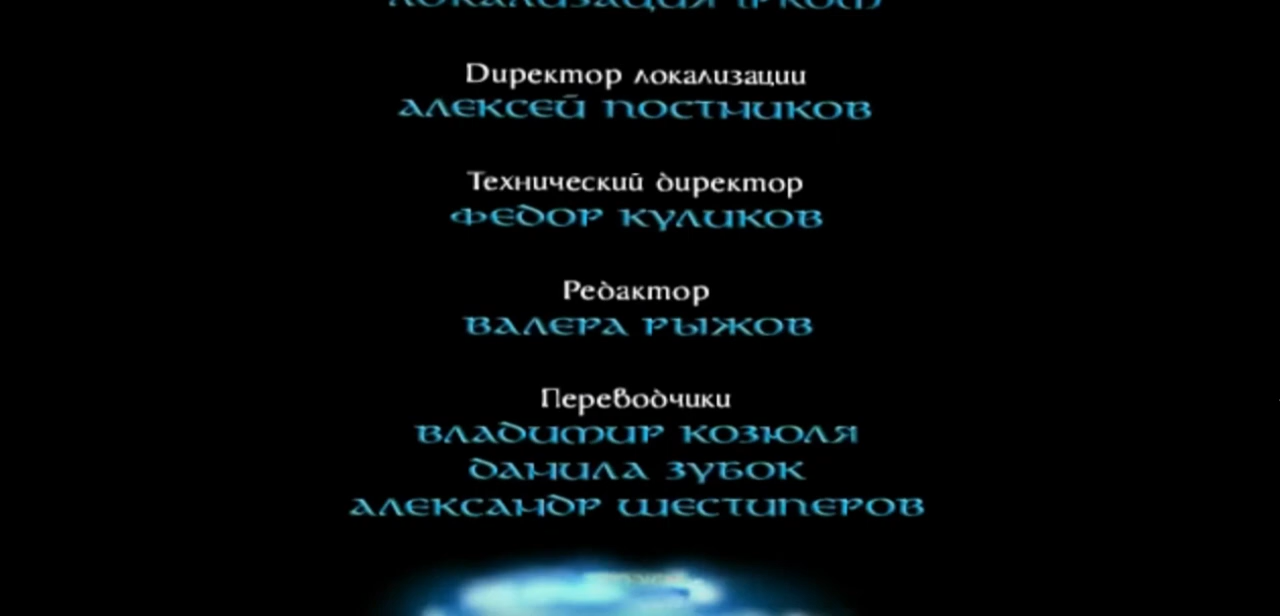 Директор локализации
АЛЕКСЕЙ ПОСТНИКОВ
Технический директор
ФЕДОР КУЛИКОВ
Редактор
ВАЛЕРА РЫЖОВ
Переводчики
ВЛАДИМИР КОЗЮЛЯ
ДАНИЛА ЗУБОК
АЛЕКСАНДР ШЕСТИПЕРОВ